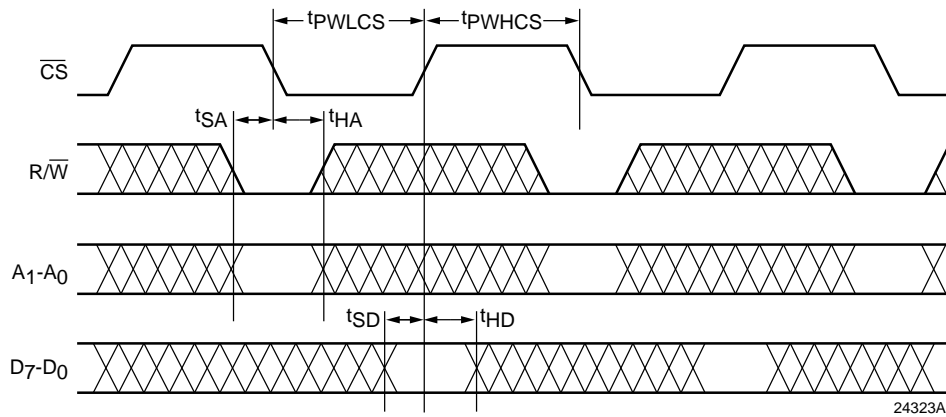 tPWLCS tPWHCS
CS
tSA tHA
R/W
A1-A0
tSD tHD
D7-D0
24323A